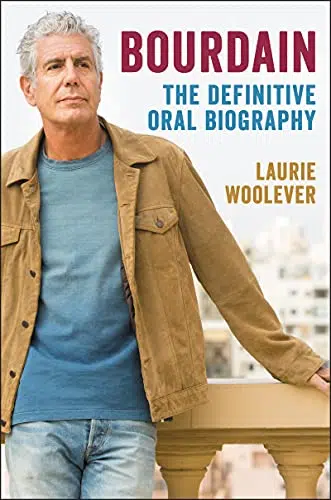 BOURDAIN
THE DEFINITIVE
ORAL BIOGRAPHY
LAURIE
WOOLEVER